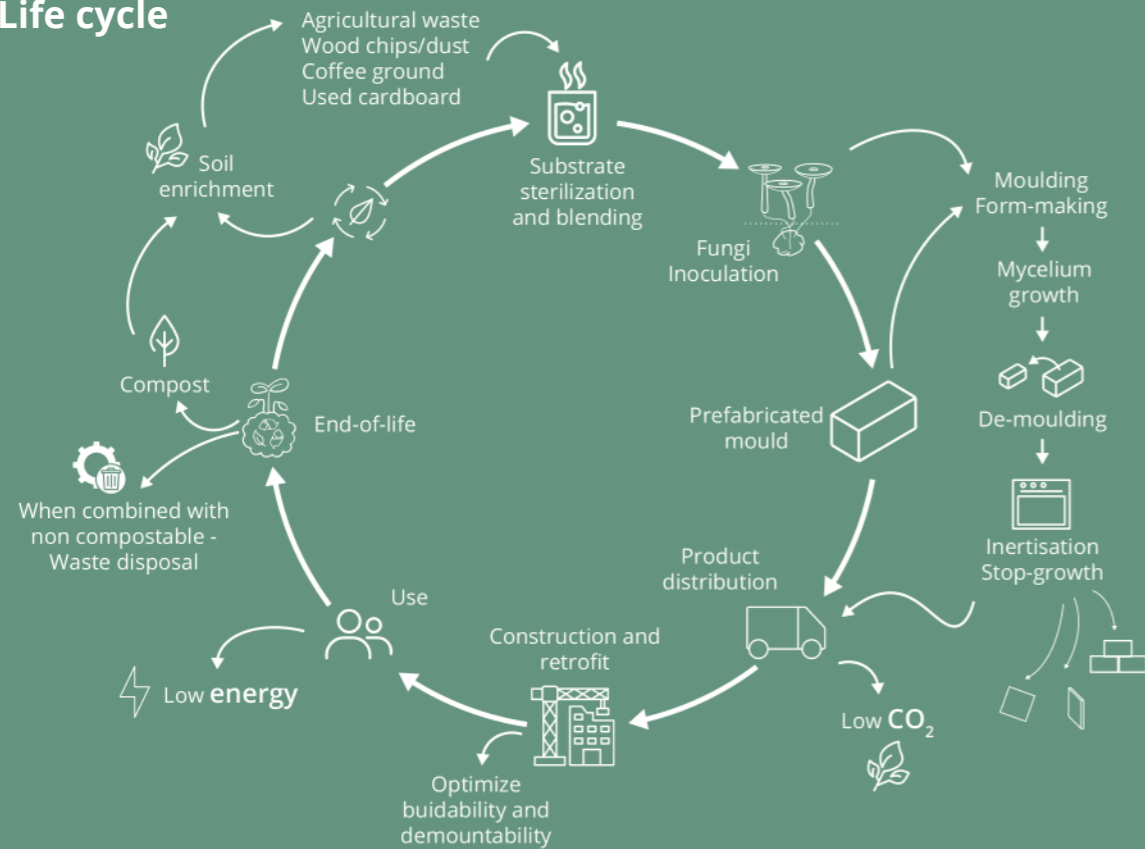 Life cycle
Agricultural waste
Wood chips/dust
Coffee ground
Used cardboard
Substrate
sterilization
and blending
Fungi
Inoculation
Moulding
Form-making
Mycelium
growth
De-moulding
Inertisation
Stop-growth
Prefabricated
mould
Product
distribution
Low CO2
Construction and
retrofit
Optimize
buidability and
demountability
Use
Low energy
End-of-life
When combined with
non compostable -
Waste disposal
Compost
Soil
enrichment